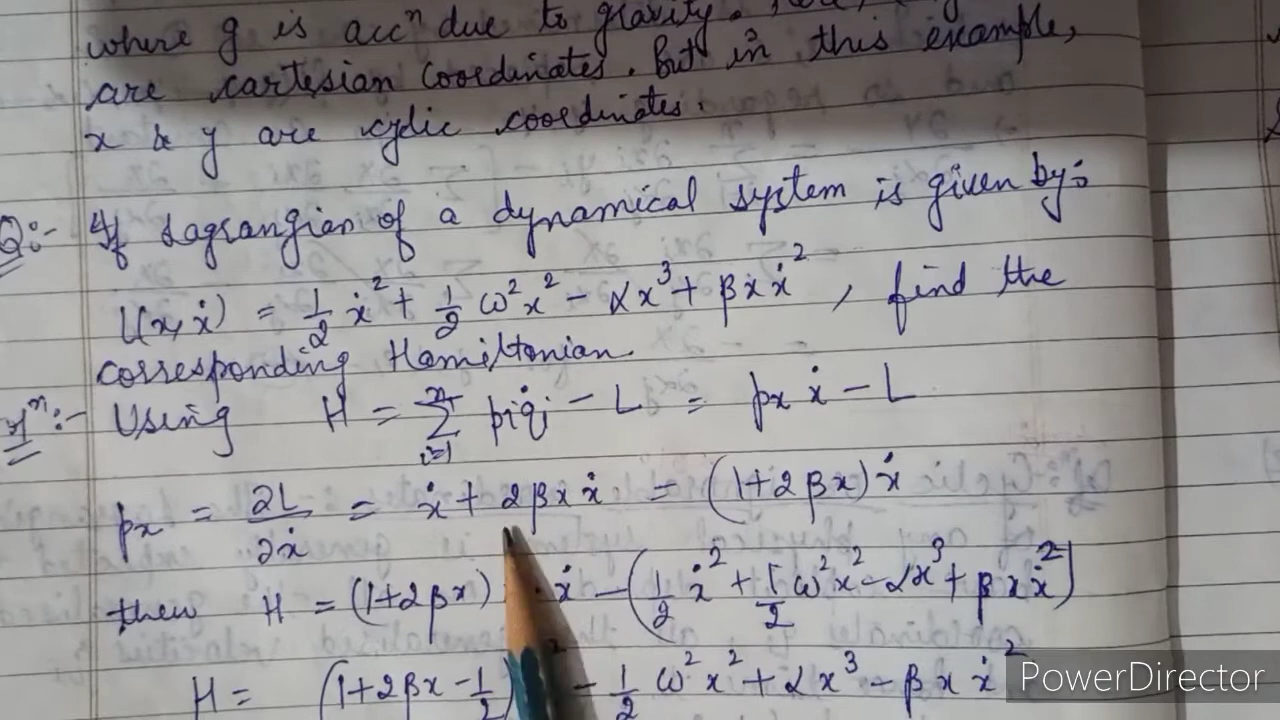 where g is accⁿ due to gravity.
are cartesian coordinates. But in this example,
x & y are cyclic coordinates.
Q:- If Lagrangian of a dynamical system is given by:
L(x, ẋ) = 1/2 ẋ² + 1/2 ω²x² - αx³ + βxẋ², find the
corresponding Hamiltonian.
Using H = Σ_{i=1}^{n} pᵢq̇ᵢ - L = pₓ ẋ - L
pₓ = ∂L/∂ẋ = ẋ + 2βxẋ = (1+2βx)ẋ
then H = (1+2βx) . ẋ - (1/2 ẋ² + 1/2 ω²x² - αx³ + βxẋ²)
H = (1+2βx - 1/2) ² - 1/2 ω²x² + αx³ - βxẋ²
PowerDirector